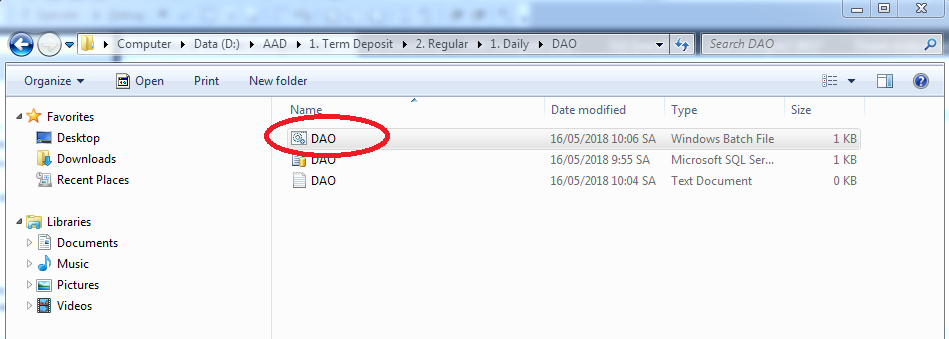 Computer ▸ Data (D:) ▸ AAD ▸ 1. Term Deposit ▸ 2. Regular ▸ 1. Daily ▸ DAO
Search DAO
Organize Open Print New folder
Name Date modified Type Size
Favorites
Desktop
Downloads
Recent Places
Libraries
Documents
Music
Pictures
Videos
DAO 16/05/2018 10:06 SA Windows Batch File 1 KB
DAO 16/05/2018 9:55 SA Microsoft SQL Ser... 1 KB
DAO 16/05/2018 10:04 SA Text Document 0 KB